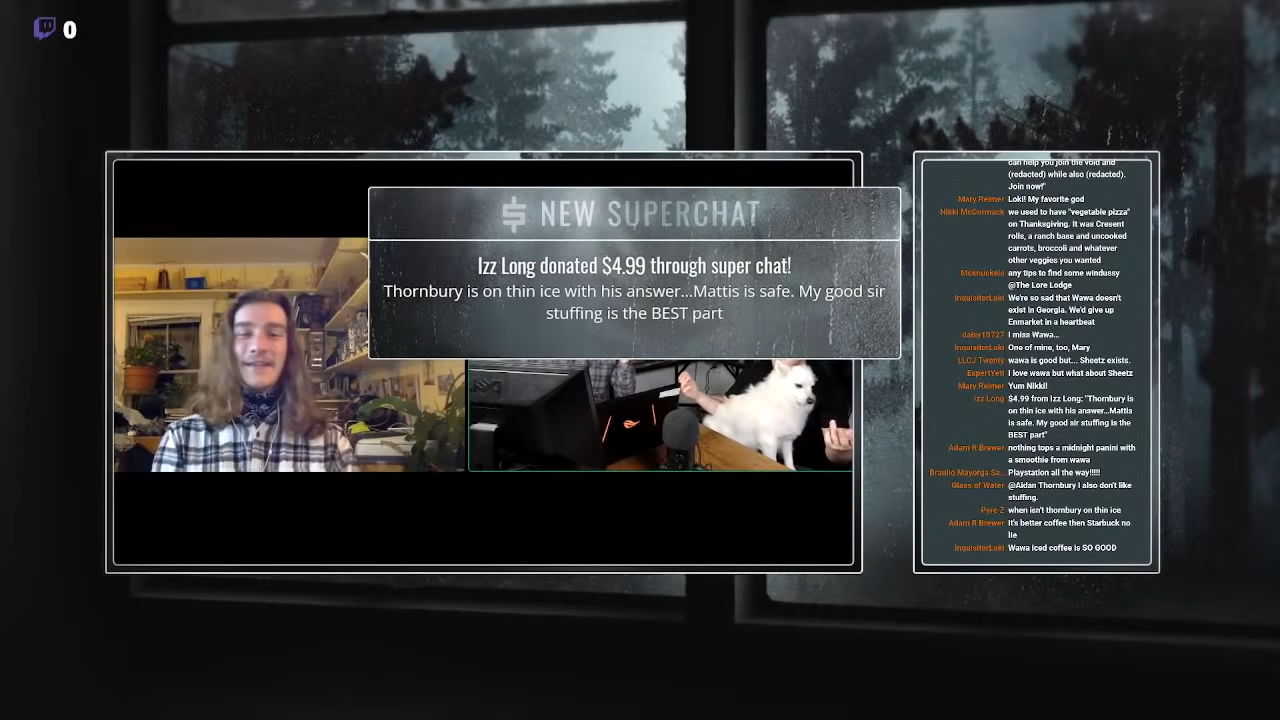 0
NEW SUPERCHAT
Izz Long donated $4.99 through super chat!
Thornbury is on thin ice with his answer...Mattis is safe. My good sir
stuffing is the BEST part
can help you join the void and
(redacted) while also (redacted).
Join now!"
Mary Reimer Loki! My favorite god
Nikki McCormack we used to have "vegetable pizza"
on Thanksgiving. It was Cresent
rolls, a ranch base and uncooked
carrots, broccoli and whatever
other veggies you wanted
Mcknuckelo any tips to find some windussy
@The Lore Lodge
InquisitorLoki We're so sad that Wawa doesn't
exist in Georgia. We'd give up
Enmarket in a heartbeat
daisy10727 I miss Wawa...
InquisitorLoki One of mine, too, Mary
LLCJ Twenty wawa is good but... Sheetz exists.
ExpertYeti I love wawa but what about Sheetz
Mary Reimer Yum Nikki!
Izz Long $4.99 from Izz Long: "Thornbury is
on thin ice with his answer...Mattis
is safe. My good sir stuffing is the
BEST part"
Adam R Brewer nothing tops a midnight panini with
a smoothie from wawa
Braulio Mayorga Sa... Playstation all the way!!!!!
Glass of Water @Aidan Thornbury I also don't like
stuffing.
Pyre Z when isn't thornbury on thin ice
Adam R Brewer It's better coffee then Starbuck no
lie
InquisitorLoki Wawa iced coffee is SO GOOD